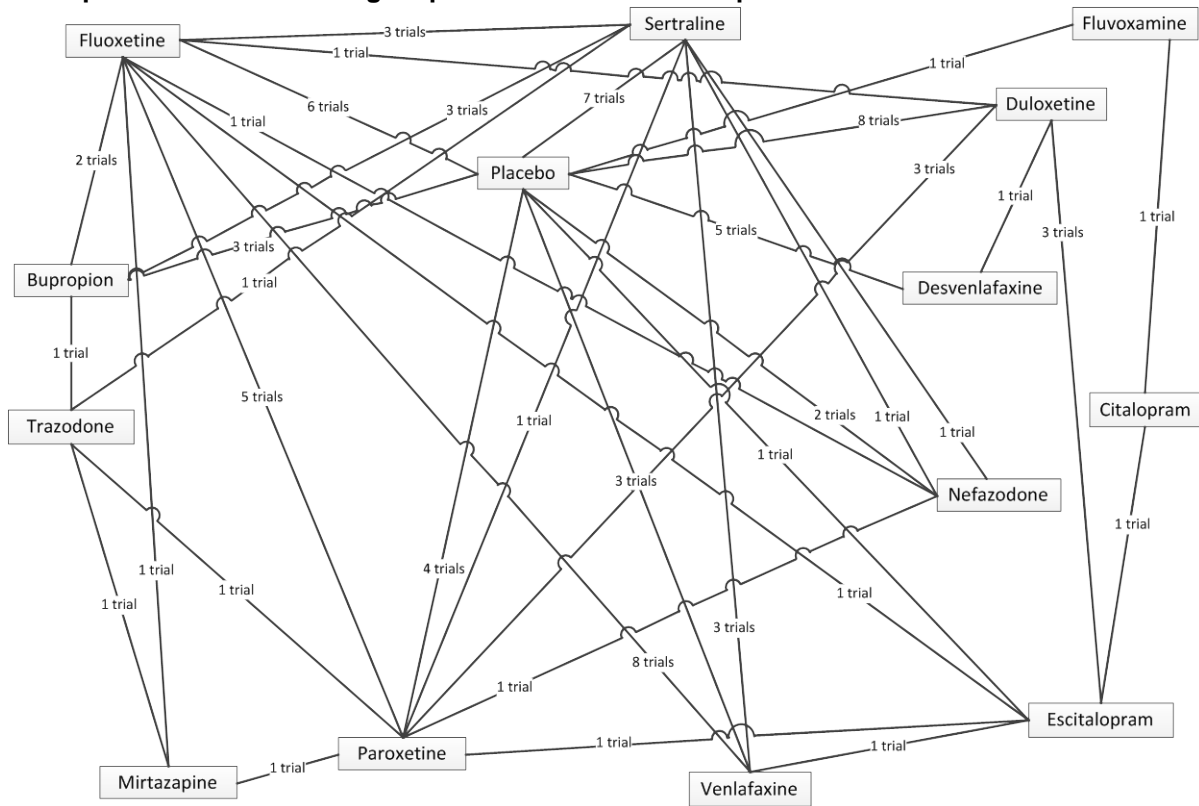 Fluoxetine
Sertraline
Fluvoxamine
3 trials
1 trial
1 trial
Duloxetine
6 trials
3 trials
7 trials
1 trial
8 trials
2 trials
Placebo
3 trials
1 trial
1 trial
5 trials
3 trials
3 trials
Bupropion
1 trial
Desvenlafaxine
1 trial
5 trials
Citalopram
Trazodone
1 trial
2 trials
1 trial
1 trial
1 trial
3 trials
Nefazodone
1 trial
4 trials
1 trial
1 trial
1 trial
1 trial
3 trials
8 trials
1 trial
Escitalopram
1 trial
1 trial
Paroxetine
1 trial
Mirtazapine
Venlafaxine